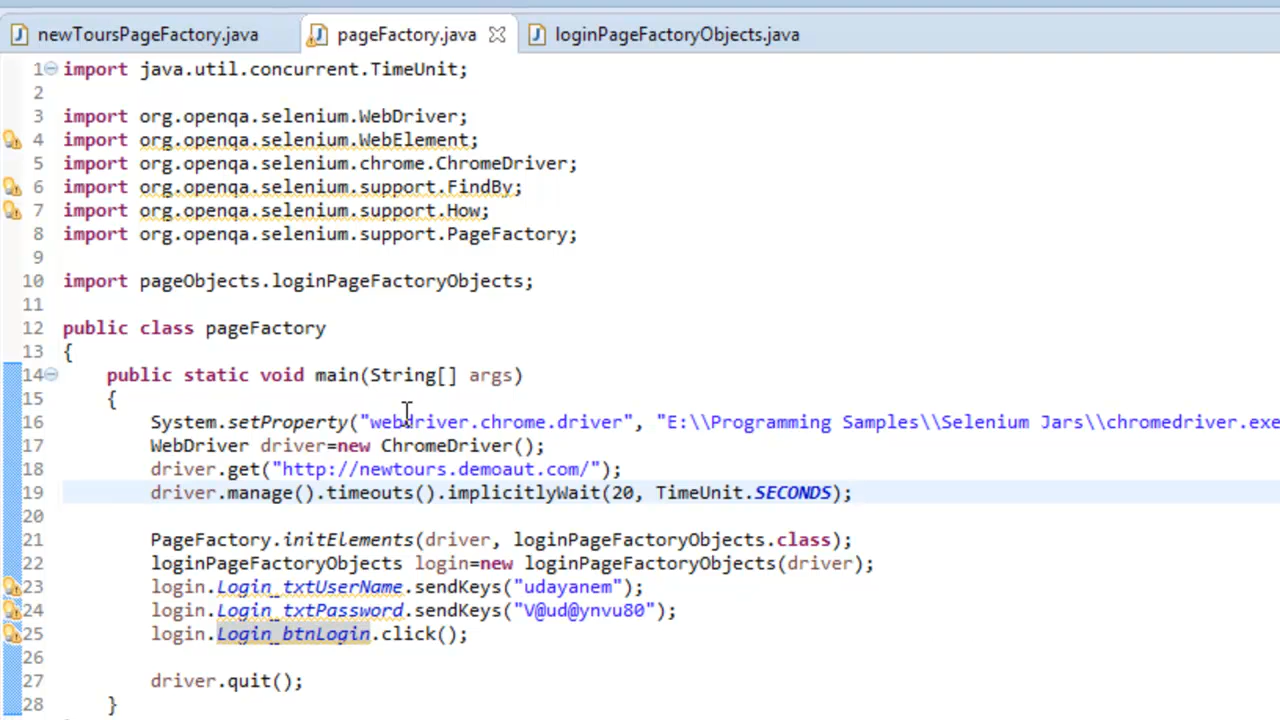 newToursPageFactory.java pageFactory.java loginPageFactoryObjects.java
1 import java.util.concurrent.TimeUnit;
2
3 import org.openqa.selenium.WebDriver;
4 import org.openqa.selenium.WebElement;
5 import org.openqa.selenium.chrome.ChromeDriver;
6 import org.openqa.selenium.support.FindBy;
7 import org.openqa.selenium.support.How;
8 import org.openqa.selenium.support.PageFactory;
9
10 import pageObjects.loginPageFactoryObjects;
11
12 public class pageFactory
13 {
14 public static void main(String[] args)
15 {
16 System.setProperty("webdriver.chrome.driver", "E:\\Programming Samples\\Selenium Jars\\chromedriver.exe
17 WebDriver driver=new ChromeDriver();
18 driver.get("http://newtours.demoaut.com/");
19 driver.manage().timeouts().implicitlyWait(20, TimeUnit.SECONDS);
20
21 PageFactory.initElements(driver, loginPageFactoryObjects.class);
22 loginPageFactoryObjects login=new loginPageFactoryObjects(driver);
23 login.Login_txtUserName.sendKeys("udayanem");
24 login.Login_txtPassword.sendKeys("V@ud@ynvu80");
25 login.Login_btnLogin.click();
26
27 driver.quit();
28 }